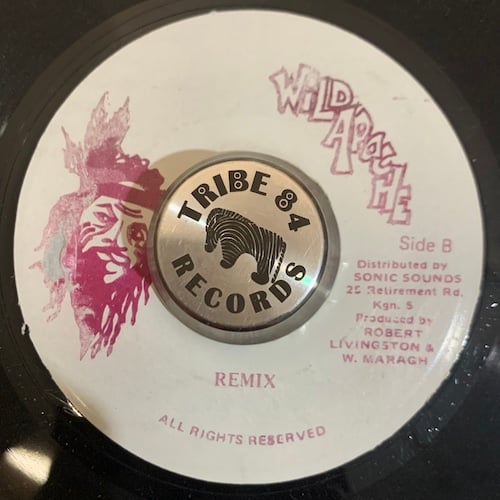 WILD
APACHE
TRIBE 84
RECORDS
Side B
Distributed by
SONIC SOUNDS
25 Retirement Rd.
Kgn. 5
Produced by
ROBERT
LIVINGSTON &
W. MARAGH
REMIX
ALL RIGHTS RESERVED